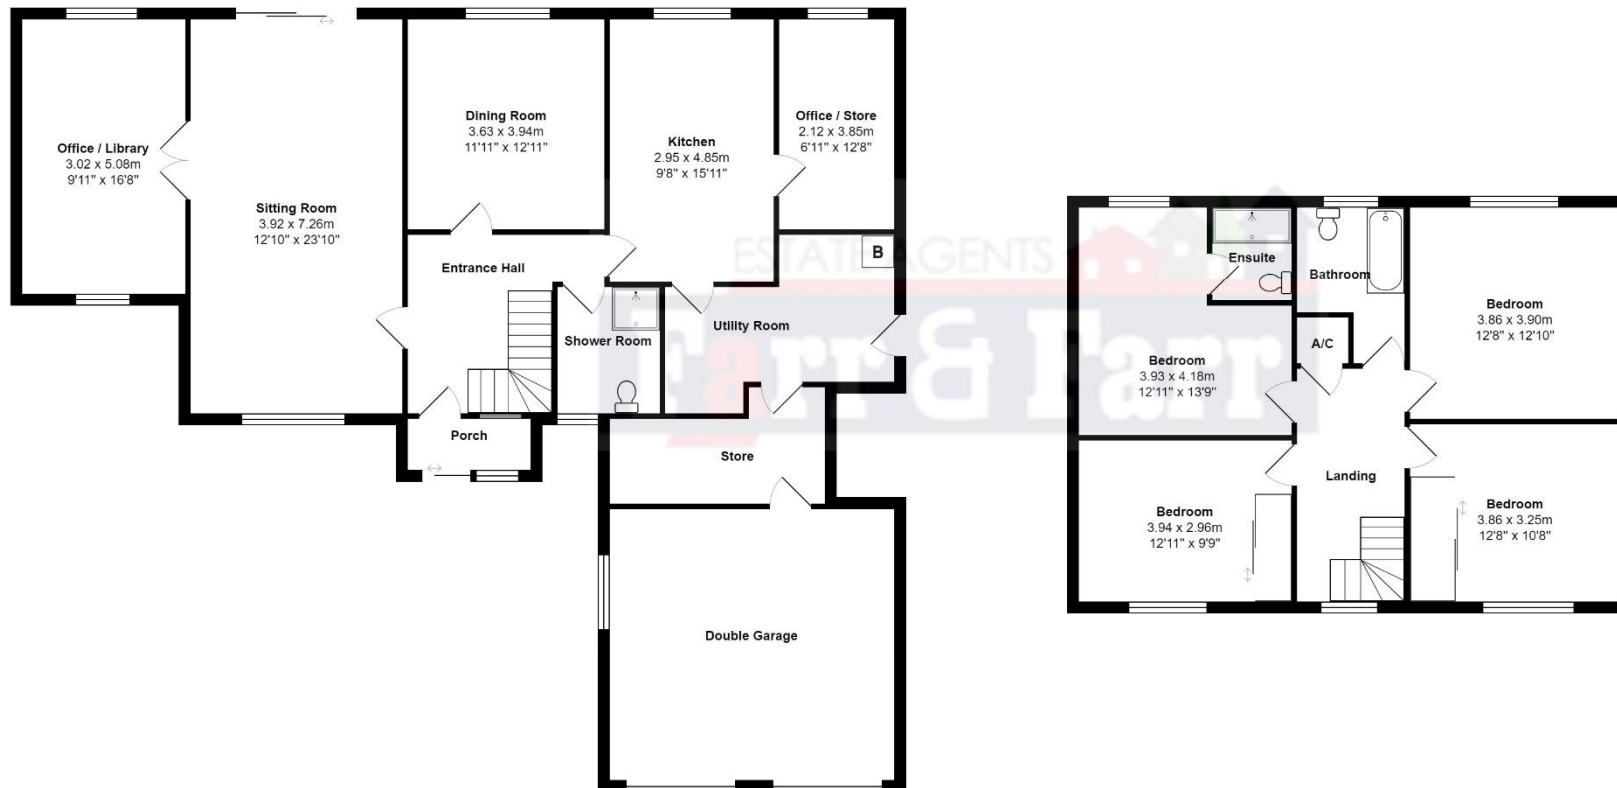 Office / Library
3.02 x 5.08m
9'11" x 16'8"
Sitting Room
3.92 x 7.26m
12'10" x 23'10"
Dining Room
3.63 x 3.94m
11'11" x 12'11"
Kitchen
2.95 x 4.85m
9'8" x 15'11"
Office / Store
2.12 x 3.85m
6'11" x 12'8"
Entrance Hall
B
Shower Room
Utility Room
Porch
Store
Double Garage
ESTATE AGENTS
Farr & Farr
Ensuite
Bathroom
Bedroom
3.86 x 3.90m
12'8" x 12'10"
A/C
Bedroom
3.93 x 4.18m
12'11" x 13'9"
Landing
Bedroom
3.94 x 2.96m
12'11" x 9'9"
Bedroom
3.86 x 3.25m
12'8" x 10'8"